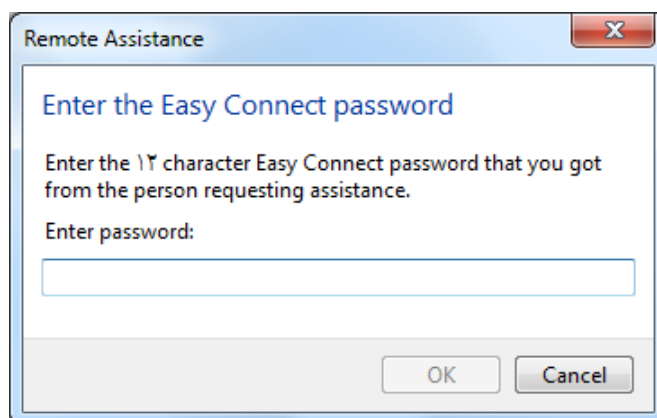 Remote Assistance
Enter the Easy Connect password
Enter the ۱۲ character Easy Connect password that you got
from the person requesting assistance.
Enter password:
OK
Cancel